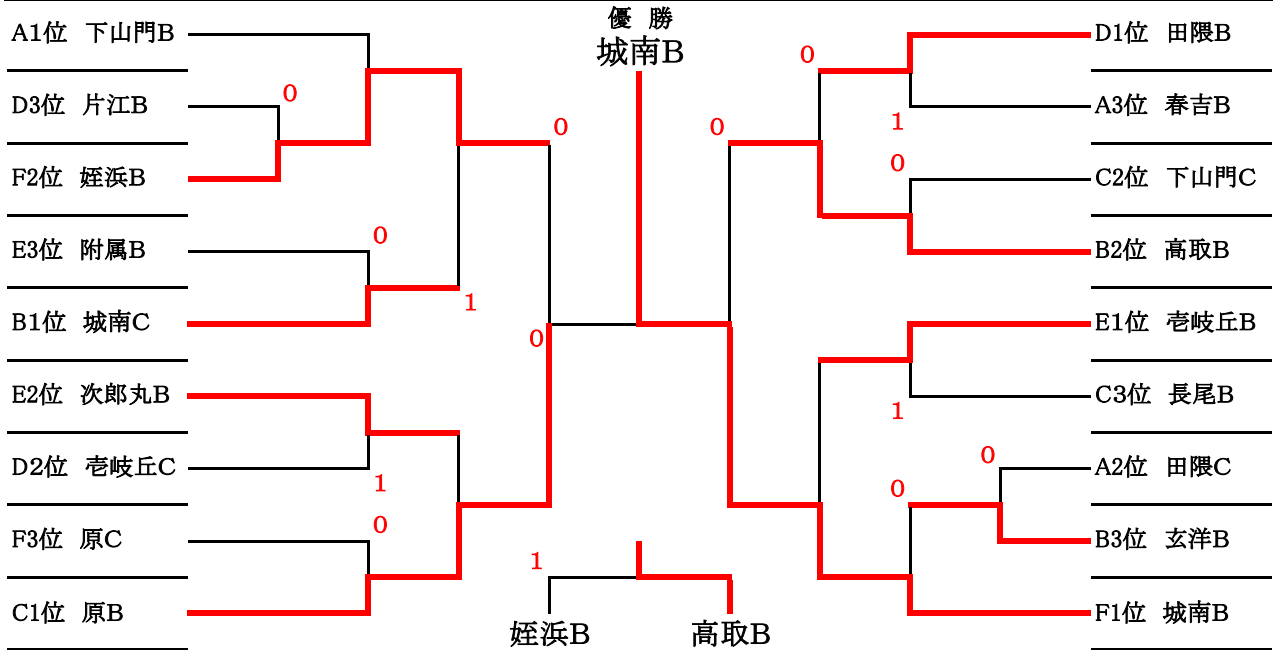 優 勝
城南B
A1位 下山門B
D3位 片江B
0
F2位 姪浜B
E3位 附属B
0
B1位 城南C
1
E2位 次郎丸B
D2位 壱岐丘C
1
F3位 原C
0
C1位 原B
0
0
1
姪浜B
高取B
0
0
D1位 田隈B
A3位 春吉B
1
0
C2位 下山門C
B2位 高取B
E1位 壱岐丘B
C3位 長尾B
1
0
A2位 田隈C
0
B3位 玄洋B
F1位 城南B